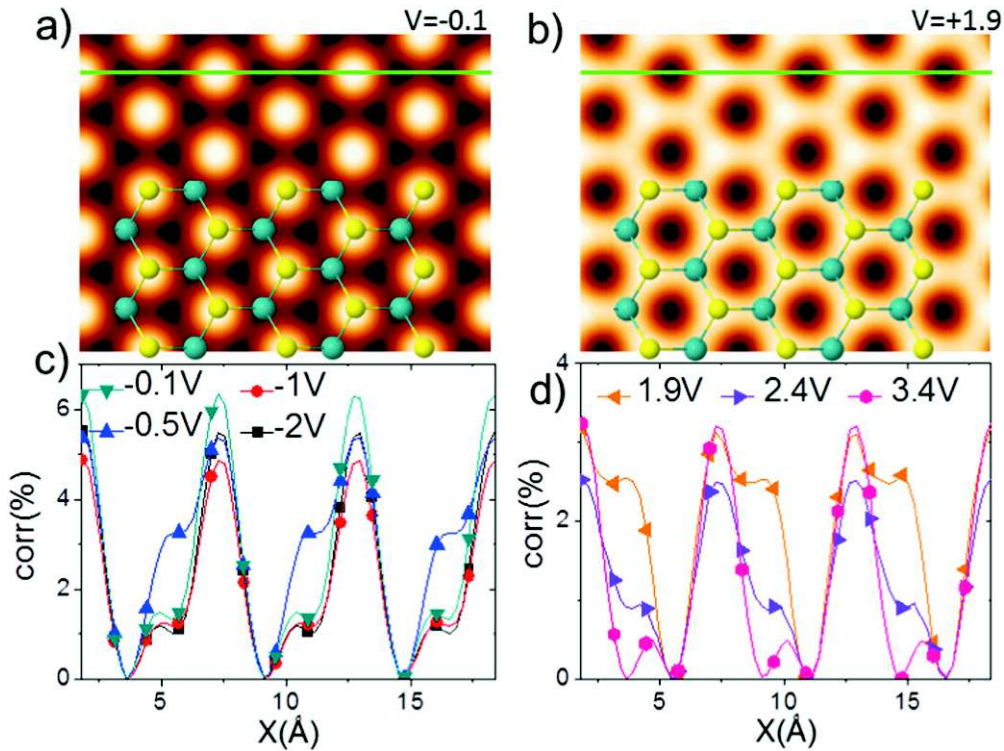 a) V=-0.1
b) V=+1.9
c) -0.1V -1V
-0.5V -2V
corr(%)
6
4
2
0
5 10 15
X(Å)
d) 1.9V 2.4V 3.4V
corr(%)
4
2
0
5 10 15
X(Å)